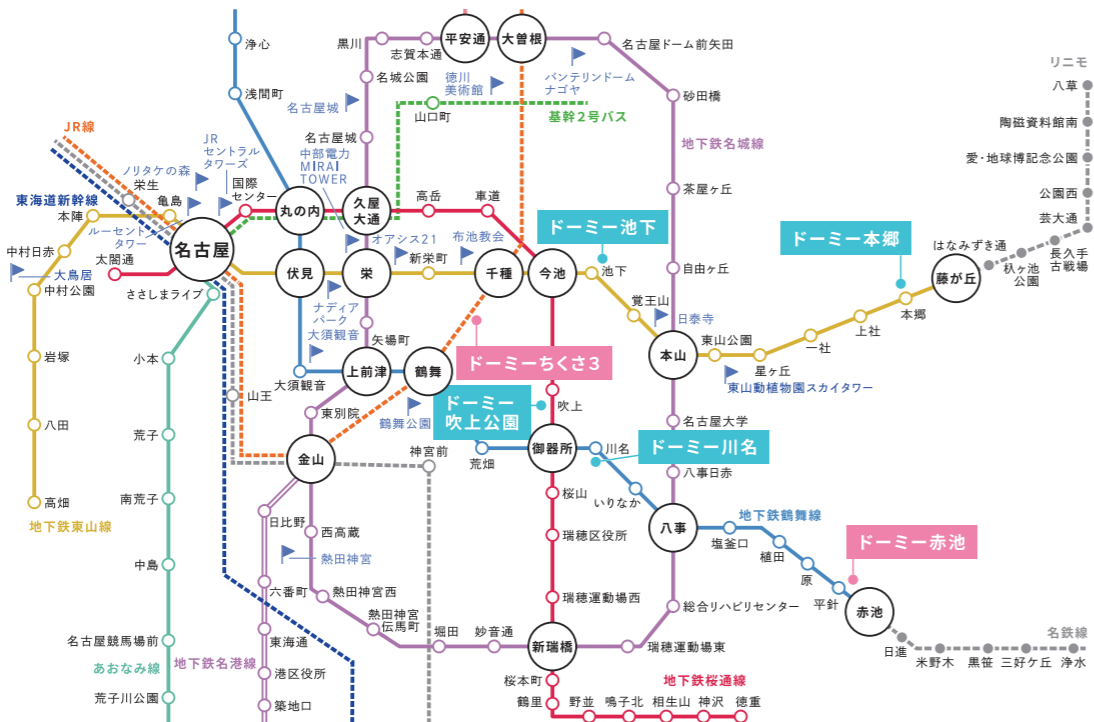 浄心
黒川
志賀本通
平安通
大曽根
名古屋ドーム前矢田
リニモ
八草
浅間町
名城公園
徳川
美術館
バンテリンドーム
ナゴヤ
砂田橋
名古屋城
山口町
基幹2号バス
陶磁資料館南
JR線
JR
セントラル
タワーズ
名古屋城
中部電力
MIRAI
TOWER
地下鉄名城線
愛・地球博記念公園
ノリタケの森
栄生
東海道新幹線
亀島
国際
センター
丸の内
久屋
大通
高岳
車道
茶屋ヶ丘
公園西
本陣
ルーセント
タワー
名古屋
ドーミー池下
ドーミー本郷
芸大通
中村日赤
太閤通
オアシス21
布池教会
はなみずき通
長久手
古戦場
大鳥居
中村公園
伏見
栄
新栄町
千種
今池
池下
自由ヶ丘
藤が丘
杁ヶ池
公園
ささしまライブ
ナディア
パーク
大須観音
覚王山
日泰寺
本郷
上社
一社
岩塚
小本
矢場町
ドーミーちくさ3
本山
東山公園
星ヶ丘
大須観音
上前津
鶴舞
東山動植物園スカイタワー
山王
東別院
鶴舞公園
ドーミー
吹上公園
吹上
名古屋大学
八田
荒子
金山
神宮前
荒畑
御器所
川名
ドーミー川名
八事日赤
高畑
南荒子
地下鉄東山線
日比野
西高蔵
桜山
いりなか
瑞穂区役所
八事
地下鉄鶴舞線
塩釜口
植田
原
平針
ドーミー赤池
赤池
中島
熱田神宮
六番町
熱田神宮西
瑞穂運動場西
総合リハビリセンター
名古屋競馬場前
東海通
熱田神宮
伝馬町
堀田
妙音通
新瑞橋
瑞穂運動場東
名鉄線
日進
米野木
黒笹
三好ケ丘
浄水
あおなみ線
地下鉄名港線
港区役所
桜本町
地下鉄桜通線
荒子川公園
築地口
鶴里
野並
鳴子北
相生山
神沢
徳重